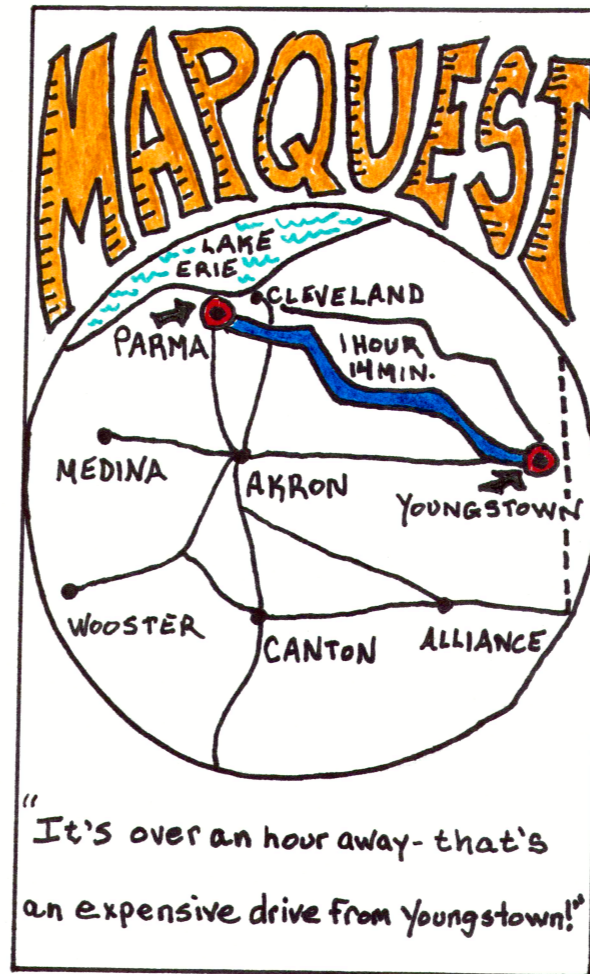 MAPQUEST
LAKE
ERIE
CLEVELAND
PARMA
1 HOUR
14 MIN.
MEDINA
AKRON
YOUNGSTOWN
WOOSTER
CANTON
ALLIANCE
"It's over an hour away- that's
an expensive drive from Youngstown!"